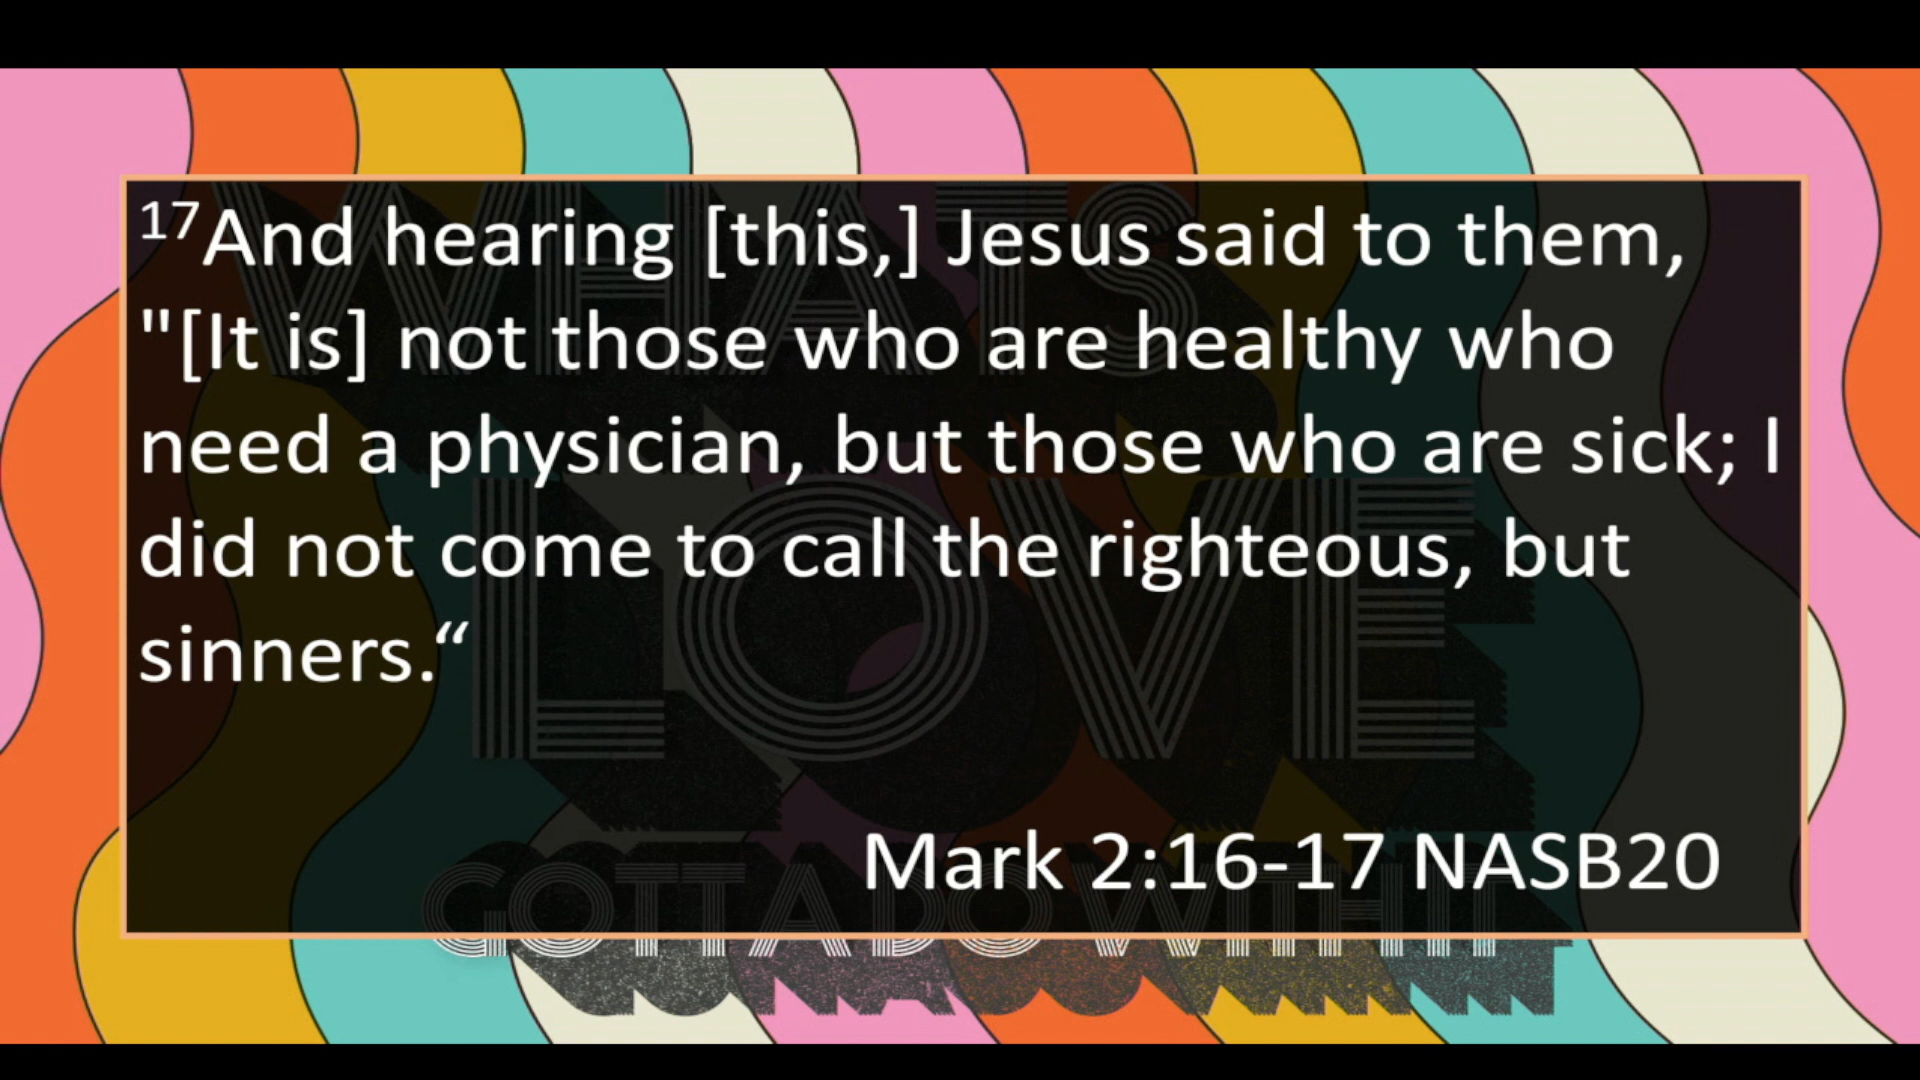 WHATS
LOVE
GOTTA DO WITH IT
17And hearing [this,] Jesus said to them,
"[It is] not those who are healthy who
need a physician, but those who are sick; I
did not come to call the righteous, but
sinners.“
Mark 2:16-17 NASB20